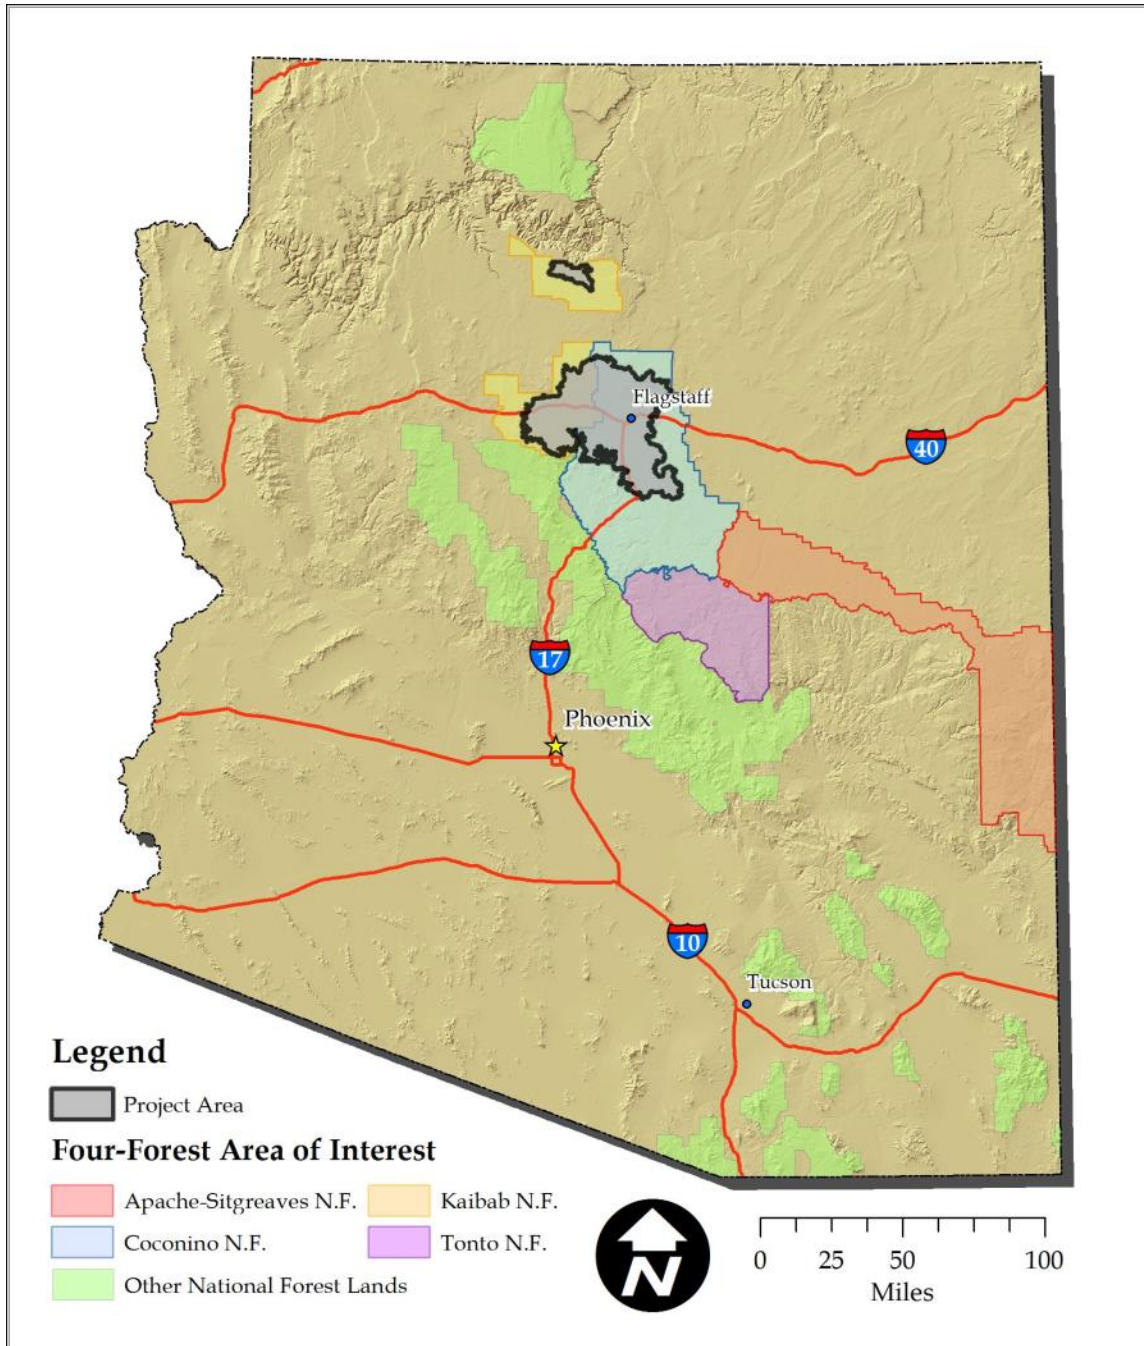 Flagstaff
40
17
Phoenix
10
Tucson
Legend
Project Area
Four-Forest Area of Interest
Apache-Sitgreaves N.F.
Kaibab N.F.
Coconino N.F.
Tonto N.F.
Other National Forest Lands
N
0 25 50 100
Miles